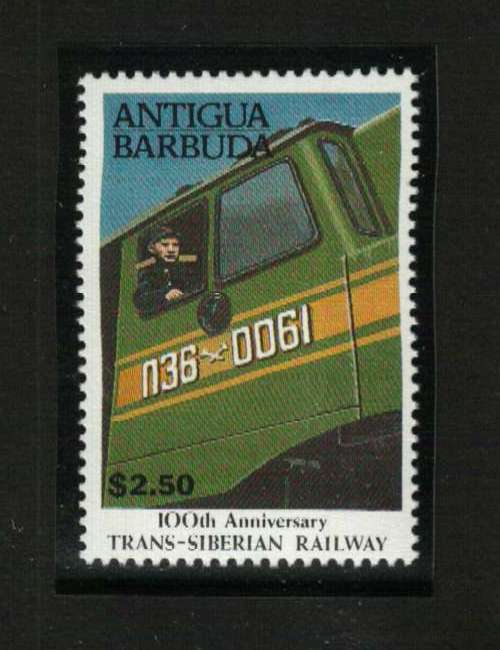 ANTIGUA
BARBUDA
П36-0061
$2.50
100th Anniversary
TRANS-SIBERIAN RAILWAY